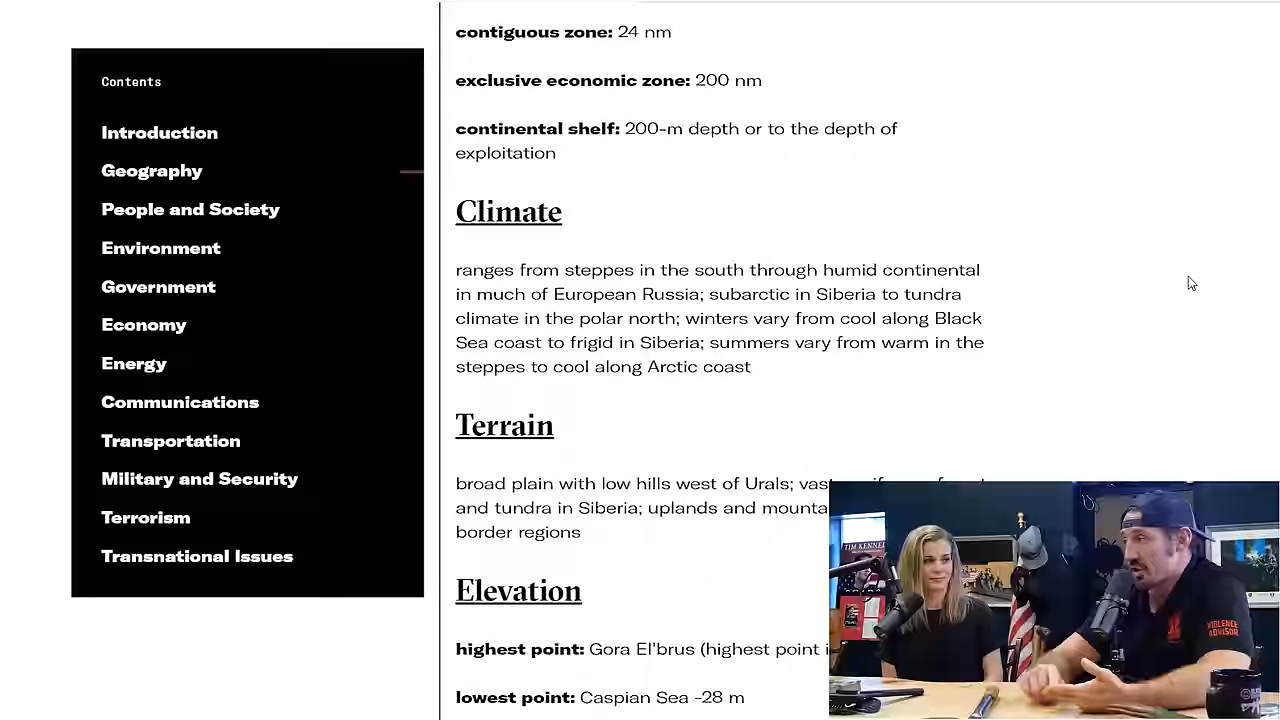 Contents
Introduction
Geography
People and Society
Environment
Government
Economy
Energy
Communications
Transportation
Military and Security
Terrorism
Transnational Issues
contiguous zone: 24 nm
exclusive economic zone: 200 nm
continental shelf: 200-m depth or to the depth of
exploitation
Climate
ranges from steppes in the south through humid continental
in much of European Russia; subarctic in Siberia to tundra
climate in the polar north; winters vary from cool along Black
Sea coast to frigid in Siberia; summers vary from warm in the
steppes to cool along Arctic coast
Terrain
broad plain with low hills west of Urals; vast
and tundra in Siberia; uplands and mounta
border regions
Elevation
highest point: Gora El'brus (highest point i
lowest point: Caspian Sea -28 m
TIM KENNE
VIOLENCE
ADVISOR